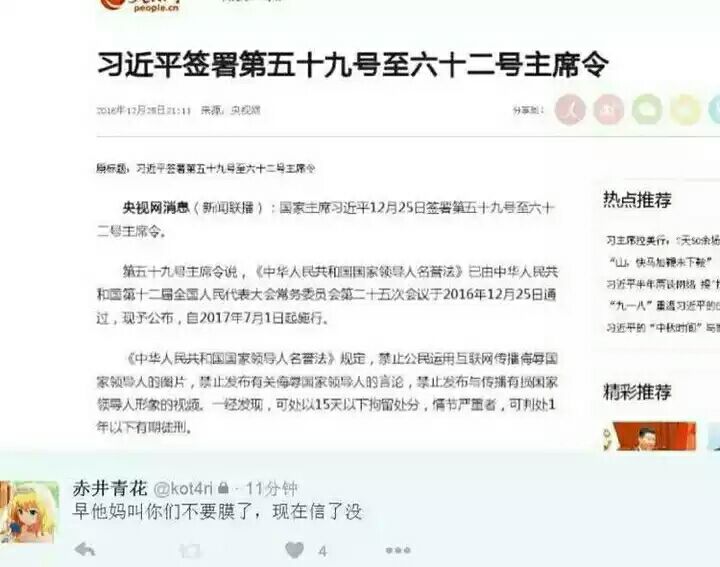 people.cn
习近平签署第五十九号至六十二号主席令
2016年12月25日21:11 来源：央视网
分享到：
原标题：习近平签署第五十九号至六十二号主席令
央视网消息（新闻联播）：国家主席习近平12月25日签署第五十九号至六十二号主席令。
热点推荐
第五十九号主席令说，《中华人民共和国国家领导人名誉法》已由中华人民共和国第十二届全国人民代表大会常务委员会第二十五次会议于2016年12月25日通过，现予公布，自2017年7月1日起施行。
习主席拉美行：
“山，快马加鞭未下鞍”
习近平半年两谈网络
“九一八”重温习近平的
习近平的“中秋时间”与
《中华人民共和国国家领导人名誉法》规定，禁止公民运用互联网传播侮辱国家领导人的图片，禁止发布有关侮辱国家领导人的言论，禁止发布与传播有损国家领导人形象的视频。一经发现，可处以15天以下拘留处分，情节严重者，可判处1年以下有期徒刑。
精彩推荐
赤井青花 @kot4ri · 11分钟
早他妈叫你们不要膜了，现在信了没
4